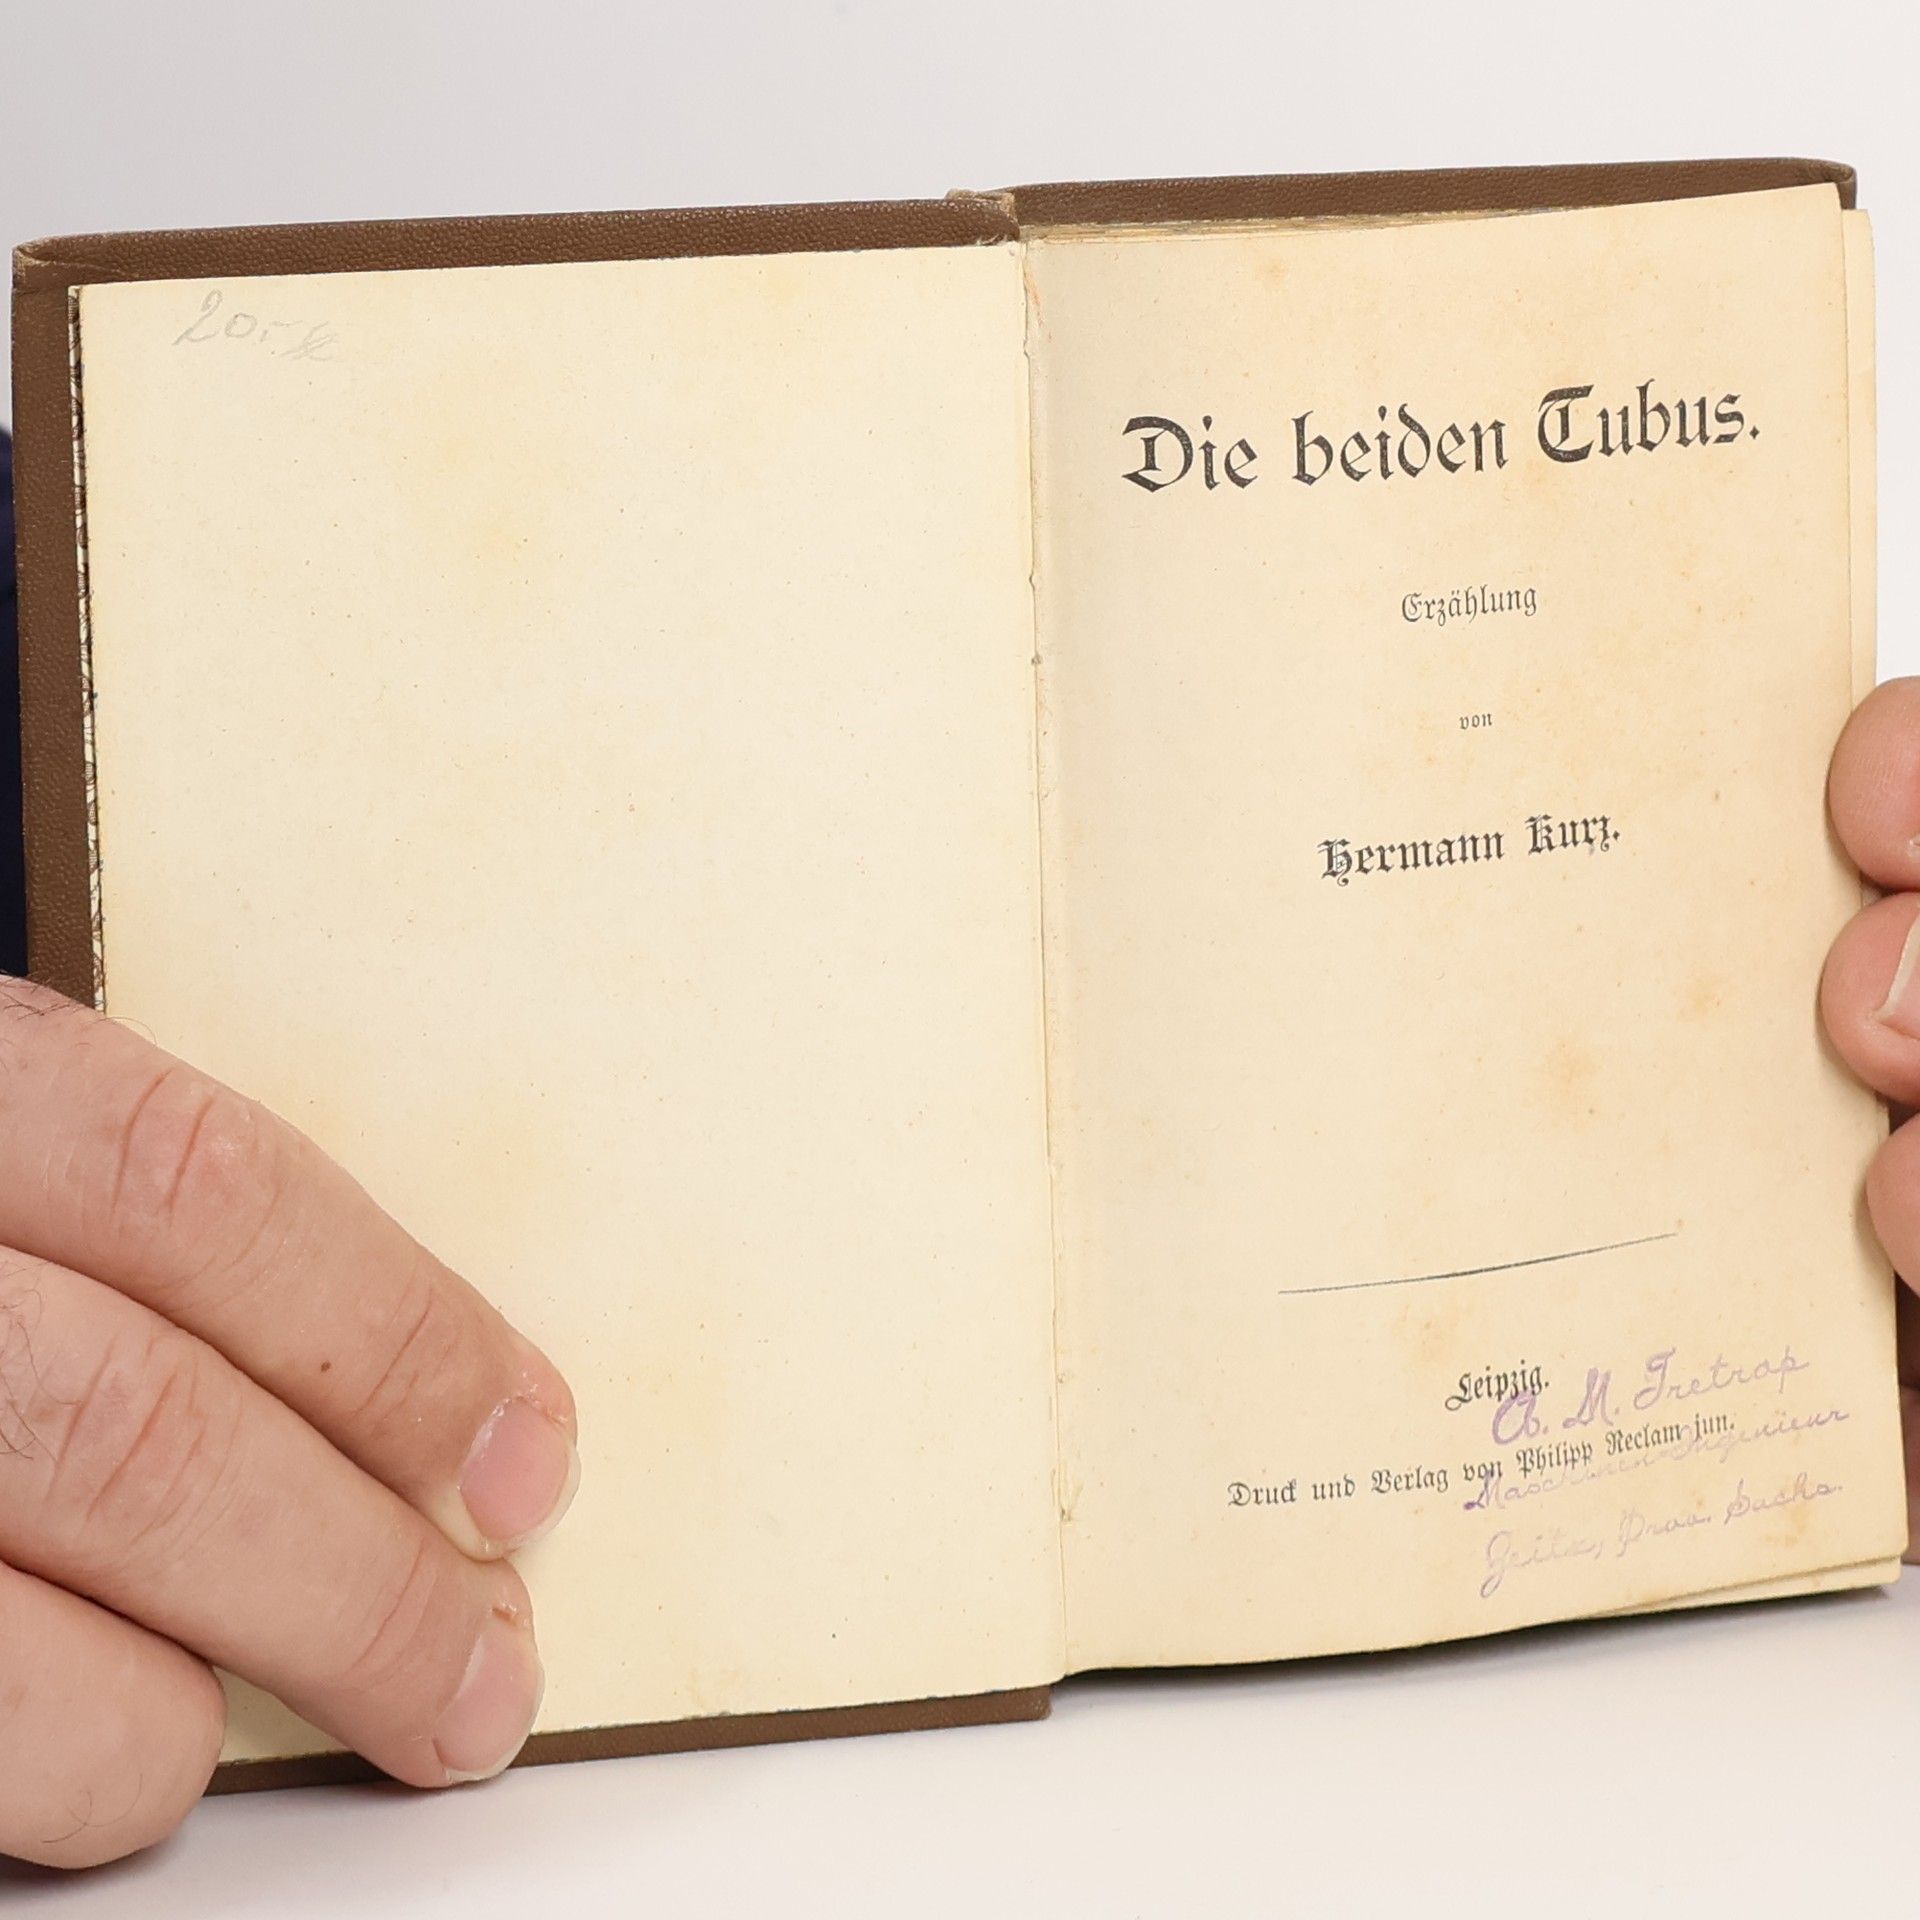 20.-
Die beiden Tubus.
Erzählung
von
Hermann Kurz.
Leipzig.
Druck und Verlag von Philipp Reclam jun.
A. M. Tretrop
Maschinen-Ingenieur
Zeitz, Prov. Sachs.